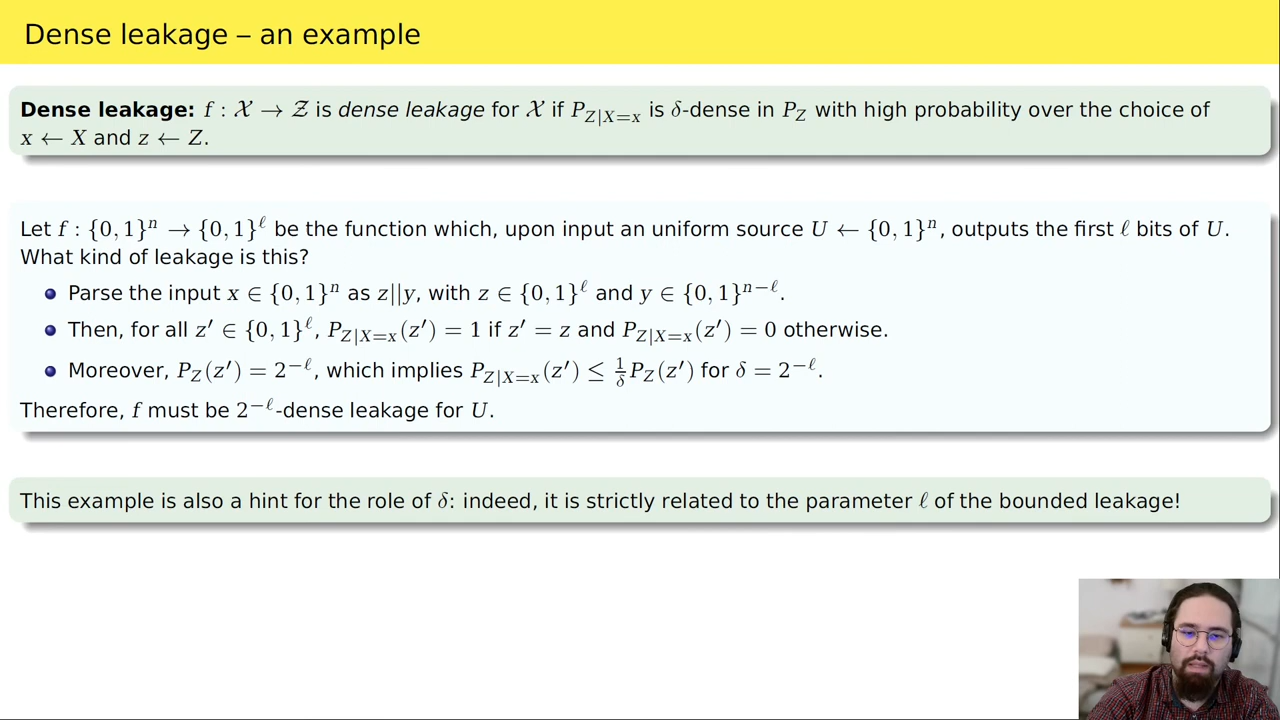 Dense leakage – an example
Dense leakage: f : 𝒳 → 𝒵 is dense leakage for 𝒳 if P_{Z|X=x} is δ-dense in P_Z with high probability over the choice of
x ← X and z ← Z.
Let f : {0, 1}^n → {0, 1}^ℓ be the function which, upon input an uniform source U ← {0, 1}^n, outputs the first ℓ bits of U.
What kind of leakage is this?
Parse the input x ∈ {0, 1}^n as z||y, with z ∈ {0, 1}^ℓ and y ∈ {0, 1}^{n−ℓ}.
Then, for all z′ ∈ {0, 1}^ℓ, P_{Z|X=x}(z′) = 1 if z′ = z and P_{Z|X=x}(z′) = 0 otherwise.
Moreover, P_Z(z′) = 2^{−ℓ}, which implies P_{Z|X=x}(z′) ≤ \frac{1}{δ}P_Z(z′) for δ = 2^{−ℓ}.
Therefore, f must be 2^{−ℓ}-dense leakage for U.
This example is also a hint for the role of δ: indeed, it is strictly related to the parameter ℓ of the bounded leakage!